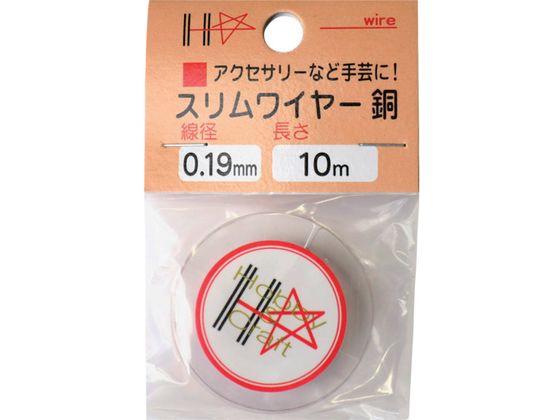 wire
アクセサリーなど手芸に!
スリムワイヤー 銅
線径 長さ
0.19mm 10m
Hobby
Craft